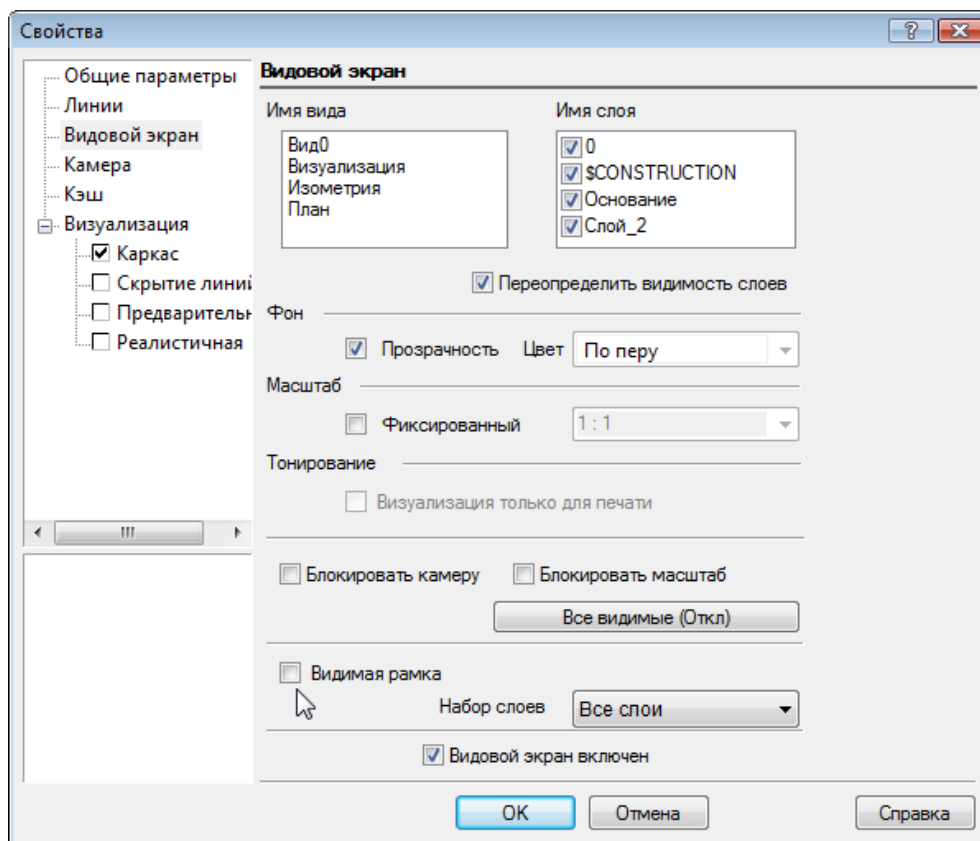 Свойства
Общие параметры
Линии
Видовой экран
Камера
Кэш
Визуализация
Каркас
Скрытие линий
Предварительн
Реалистичная
Видовой экран
Имя вида
Вид0
Визуализация
Изометрия
План
Имя слоя
0
$CONSTRUCTION
Основание
Слой_2
Переопределить видимость слоев
Фон
Прозрачность Цвет По перу
Масштаб
Фиксированный 1 : 1
Тонирование
Визуализация только для печати
Блокировать камеру Блокировать масштаб
Все видимые (Откл)
Видимая рамка
Набор слоев Все слои
Видовой экран включен
OK Отмена Справка